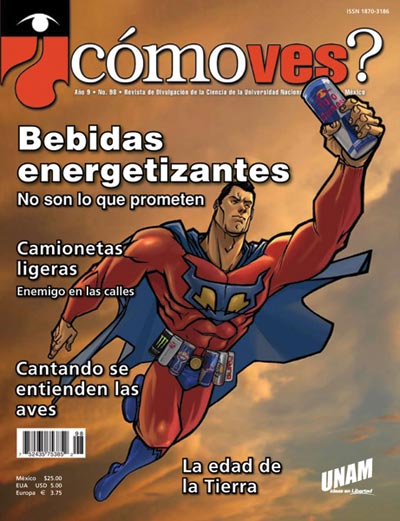 ISSN 1870-3186
¿cómoves?
Año 9 • No. 98 • Revista de Divulgación de la Ciencia de la Universidad Nacional México
Bebidas
energetizantes
No son lo que prometen
Camionetas
ligeras
Enemigo en las calles
Cantando se
entienden las
aves
98
México $25.00
EUA USD 5.00
Europa € 3.75
La edad de
la Tierra
UNAM